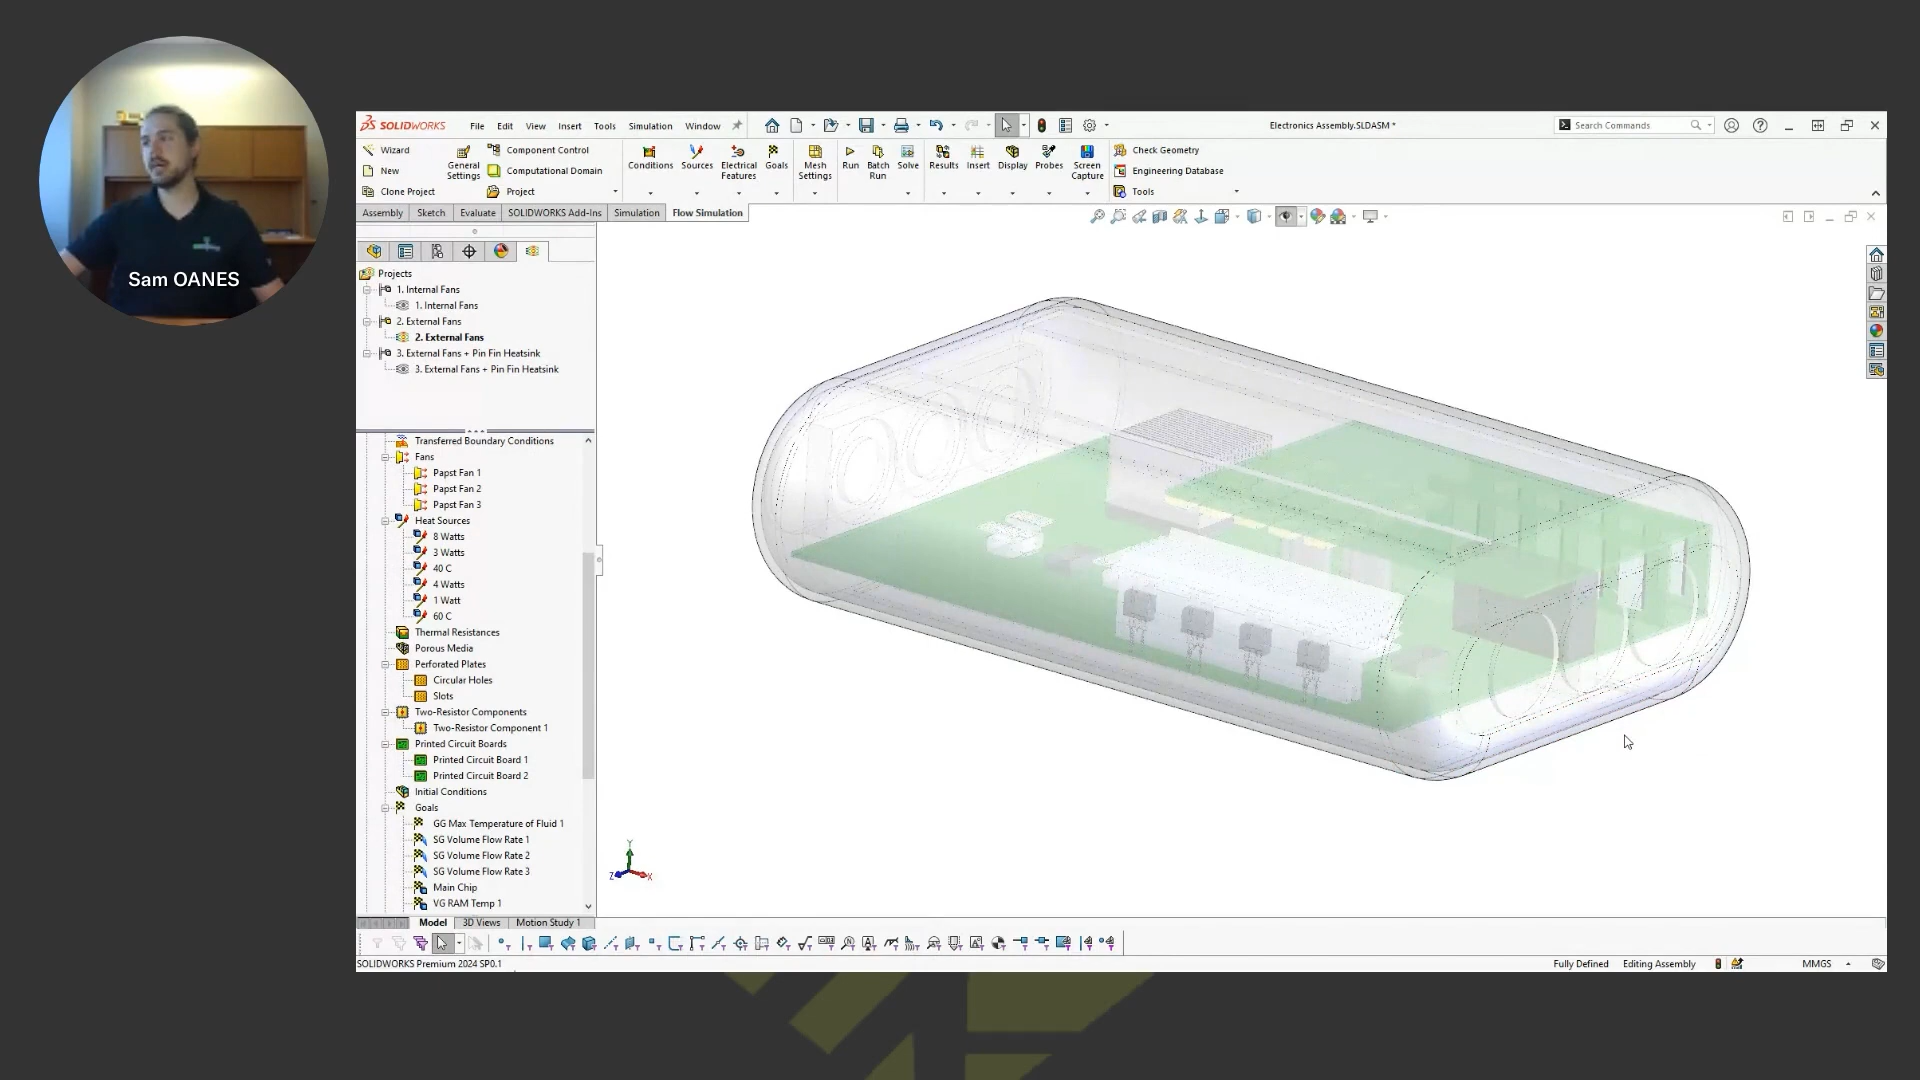 Sam OANES
SOLIDWORKS File Edit View Insert Tools Simulation Window
Electronics Assembly.SLDASM *
Search Commands
Wizard
New
Clone Project
General Settings
Component Control
Computational Domain
Project
Conditions
Sources
Electrical Features
Goals
Mesh Settings
Run
Batch Run
Solve
Results
Insert
Display
Probes
Screen Capture
Check Geometry
Engineering Database
Tools
Assembly Sketch Evaluate SOLIDWORKS Add-Ins Simulation Flow Simulation
Projects
1. Internal Fans
1. Internal Fans
2. External Fans
2. External Fans
3. External Fans + Pin Fin Heatsink
3. External Fans + Pin Fin Heatsink
Transferred Boundary Conditions
Fans
Papst Fan 1
Papst Fan 2
Papst Fan 3
Heat Sources
8 Watts
3 Watts
40 C
4 Watts
1 Watt
60 C
Thermal Resistances
Porous Media
Perforated Plates
Circular Holes
Slots
Two-Resistor Components
Two-Resistor Component 1
Printed Circuit Boards
Printed Circuit Board 1
Printed Circuit Board 2
Initial Conditions
Goals
GG Max Temperature of Fluid 1
SG Volume Flow Rate 1
SG Volume Flow Rate 2
SG Volume Flow Rate 3
Main Chip
VG RAM Temp 1
Y
Z
X
Model 3D Views Motion Study 1
SOLIDWORKS Premium 2024 SP0.1
Fully Defined Editing Assembly MMGS